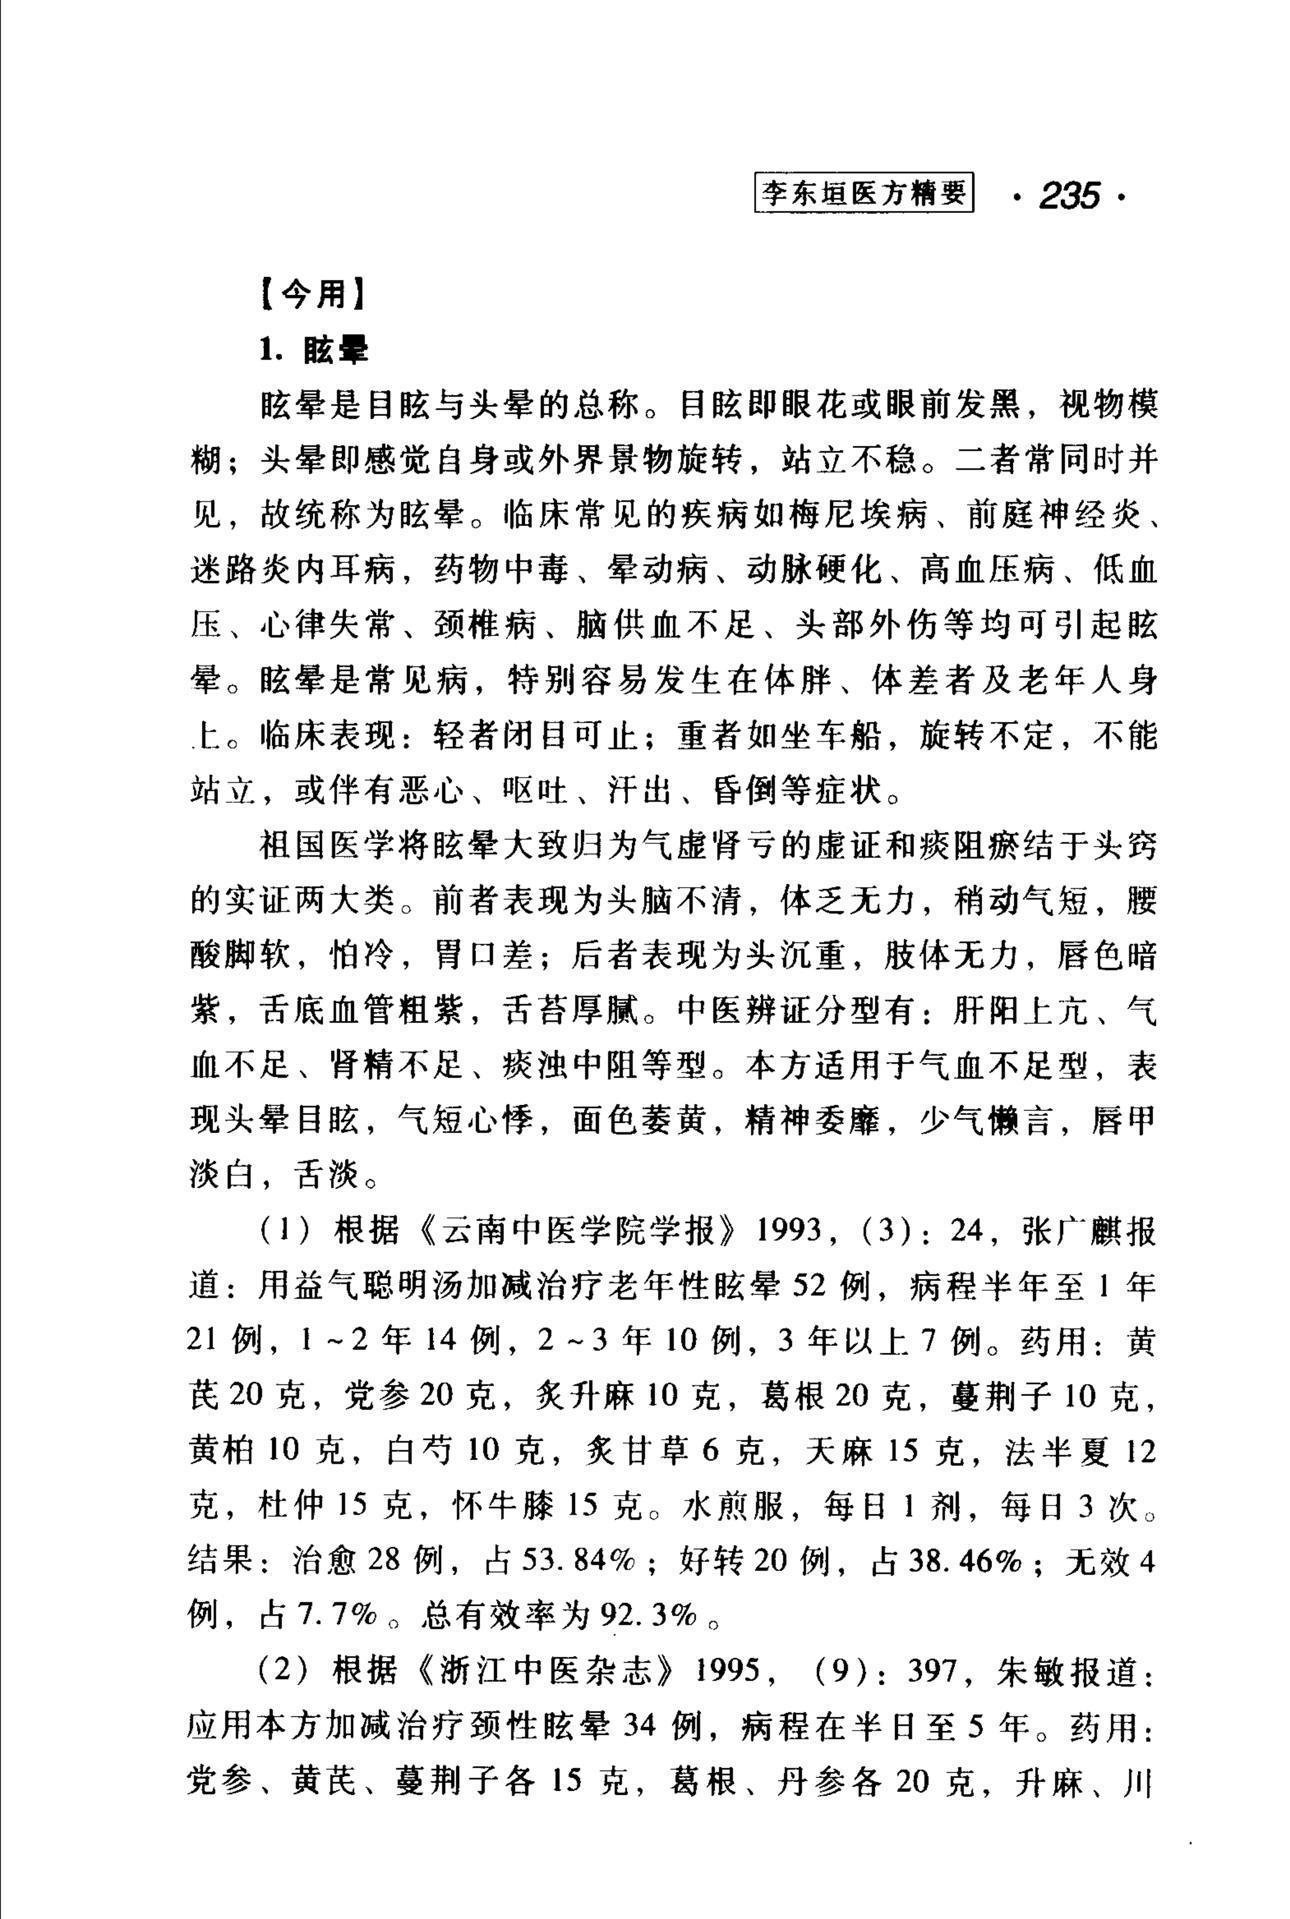 李东垣医方精要 · 235 ·
【今用】
1. 眩晕
眩晕是目眩与头晕的总称。目眩即眼花或眼前发黑，视物模
糊；头晕即感觉自身或外界景物旋转，站立不稳。二者常同时并
见，故统称为眩晕。临床常见的疾病如梅尼埃病、前庭神经炎、
迷路炎内耳病，药物中毒、晕动病、动脉硬化、高血压病、低血
压、心律失常、颈椎病、脑供血不足、头部外伤等均可引起眩
晕。眩晕是常见病，特别容易发生在体胖、体差者及老年人身
上。临床表现：轻者闭目可止；重者如坐车船，旋转不定，不能
站立，或伴有恶心、呕吐、汗出、昏倒等症状。
祖国医学将眩晕大致归为气虚肾亏的虚证和痰阻瘀结于头窍
的实证两大类。前者表现为头脑不清，体乏无力，稍动气短，腰
酸脚软，怕冷，胃口差；后者表现为头沉重，肢体无力，唇色暗
紫，舌底血管粗紫，舌苔厚腻。中医辨证分型有：肝阳上亢、气
血不足、肾精不足、痰浊中阻等型。本方适用于气血不足型，表
现头晕目眩，气短心悸，面色萎黄，精神委靡，少气懒言，唇甲
淡白，舌淡。
（1）根据《云南中医学院学报》1993，（3）：24，张广麒报
道：用益气聪明汤加减治疗老年性眩晕 52 例，病程半年至 1 年
21 例，1～2 年 14 例，2～3 年 10 例，3 年以上 7 例。药用：黄
芪 20 克，党参 20 克，炙升麻 10 克，葛根 20 克，蔓荆子 10 克，
黄柏 10 克，白芍 10 克，炙甘草 6 克，天麻 15 克，法半夏 12
克，杜仲 15 克，怀牛膝 15 克。水煎服，每日 1 剂，每日 3 次。
结果：治愈 28 例，占 53.84%；好转 20 例，占 38.46%；无效 4
例，占 7.7%。总有效率为 92.3%。
（2）根据《浙江中医杂志》1995，（9）：397，朱敏报道：
应用本方加减治疗颈性眩晕 34 例，病程在半日至 5 年。药用：
党参、黄芪、蔓荆子各 15 克，葛根、丹参各 20 克，升麻、川